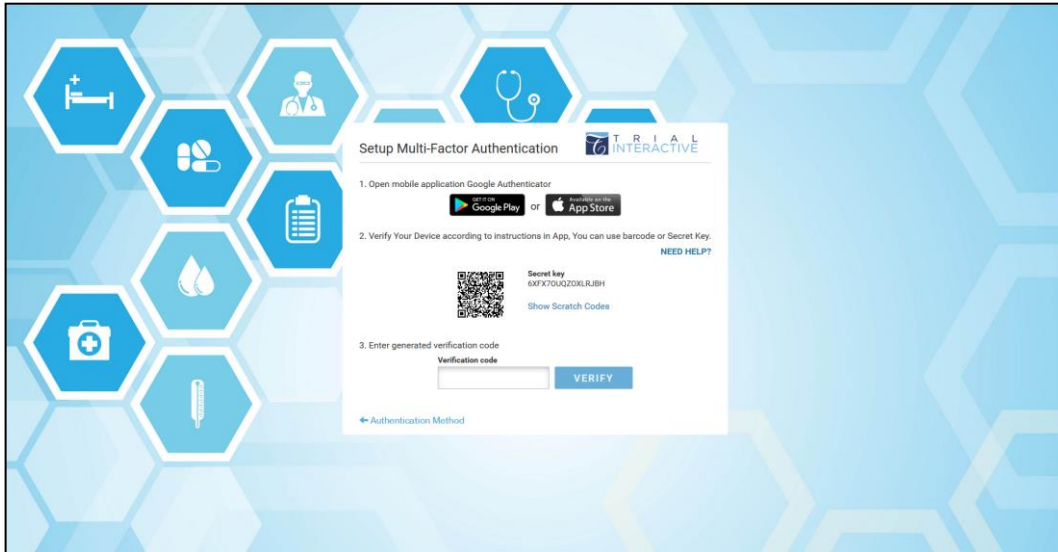 Setup Multi-Factor Authentication
TRIAL
INTERACTIVE
1. Open mobile application Google Authenticator
GET IT ON
Google Play
or
Available on the
App Store
2. Verify Your Device according to instructions in App, You can use barcode or Secret Key.
NEED HELP?
Secret key
6XFX7OUQZOXLRJBH
Show Scratch Codes
3. Enter generated verification code
Verification code
VERIFY
Authentication Method